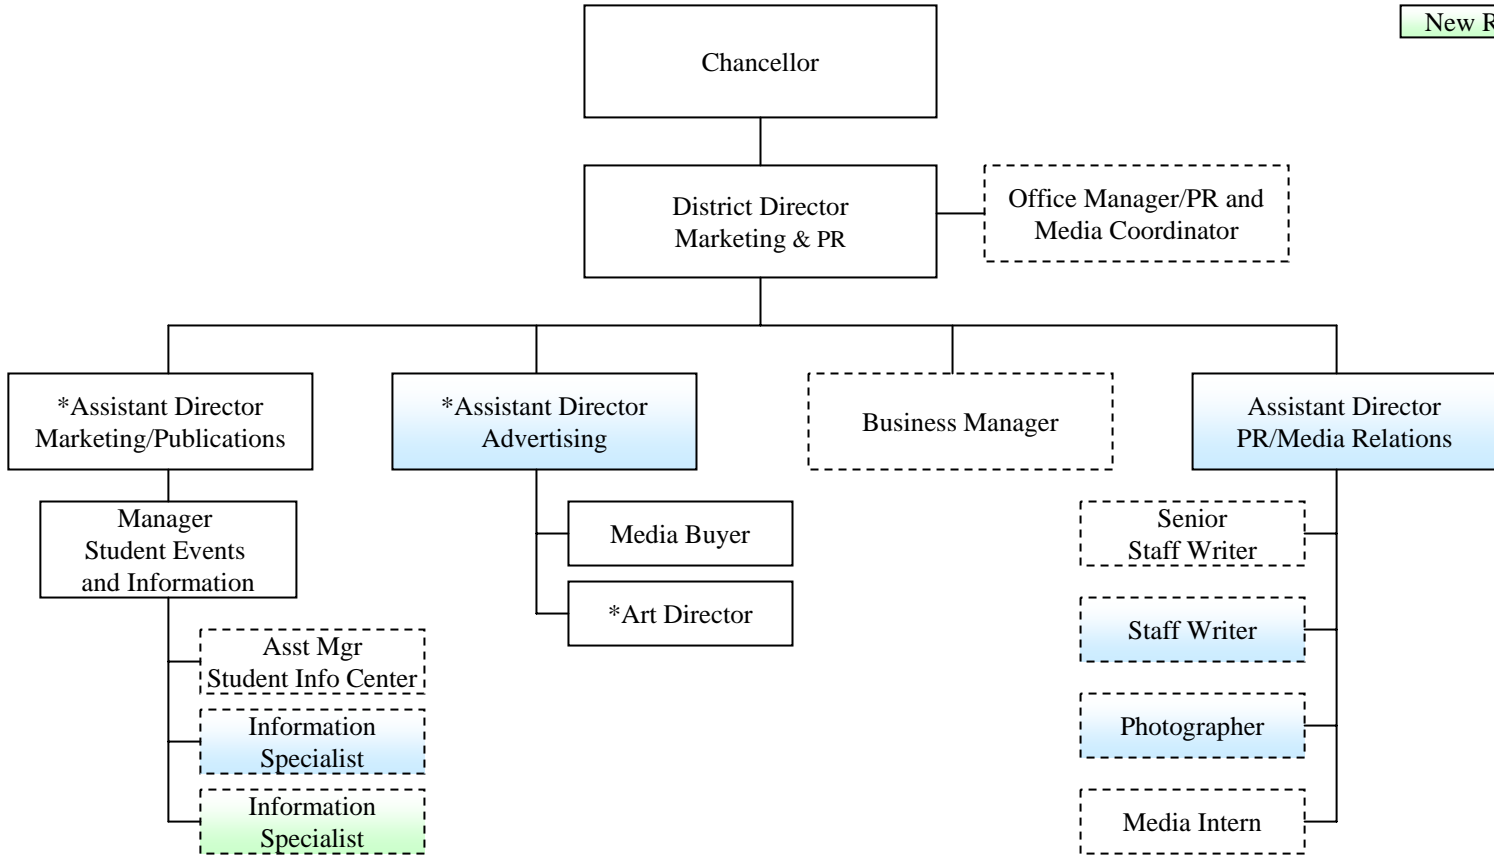 Chancellor
New R
District Director
Marketing & PR
Office Manager/PR and
Media Coordinator
*Assistant Director
Marketing/Publications
*Assistant Director
Advertising
Business Manager
Assistant Director
PR/Media Relations
Manager
Student Events
and Information
Media Buyer
*Art Director
Senior
Staff Writer
Staff Writer
Photographer
Media Intern
Asst Mgr
Student Info Center
Information
Specialist
Information
Specialist